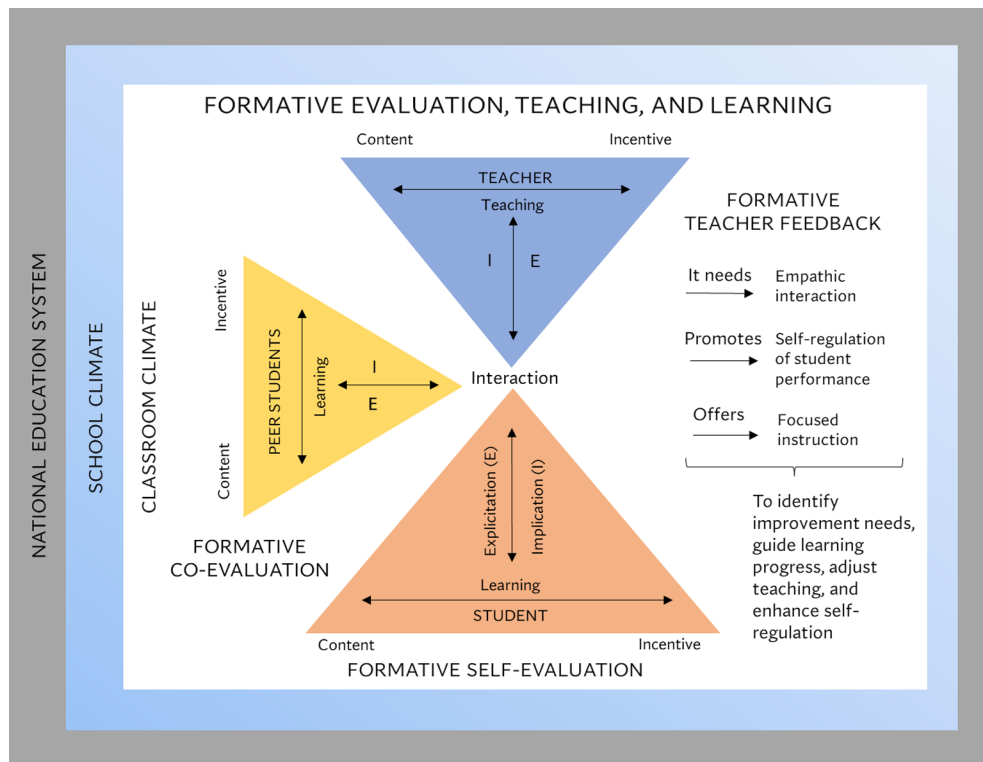 FORMATIVE EVALUATION, TEACHING, AND LEARNING
Content
Incentive
TEACHER
Teaching
I
E
FORMATIVE
TEACHER FEEDBACK
It needs
Empathic
interaction
Promotes
Self-regulation
of student
performance
Offers
Focused
instruction
To identify
improvement needs,
guide learning
progress, adjust
teaching, and
enhance self-
regulation
NATIONAL EDUCATION SYSTEM
SCHOOL CLIMATE
CLASSROOM CLIMATE
Incentive
Content
PEER STUDENTS
Learning
I
E
FORMATIVE
CO-EVALUATION
Interaction
Explicitation (E)
Implication (I)
Learning
STUDENT
Content
Incentive
FORMATIVE SELF-EVALUATION